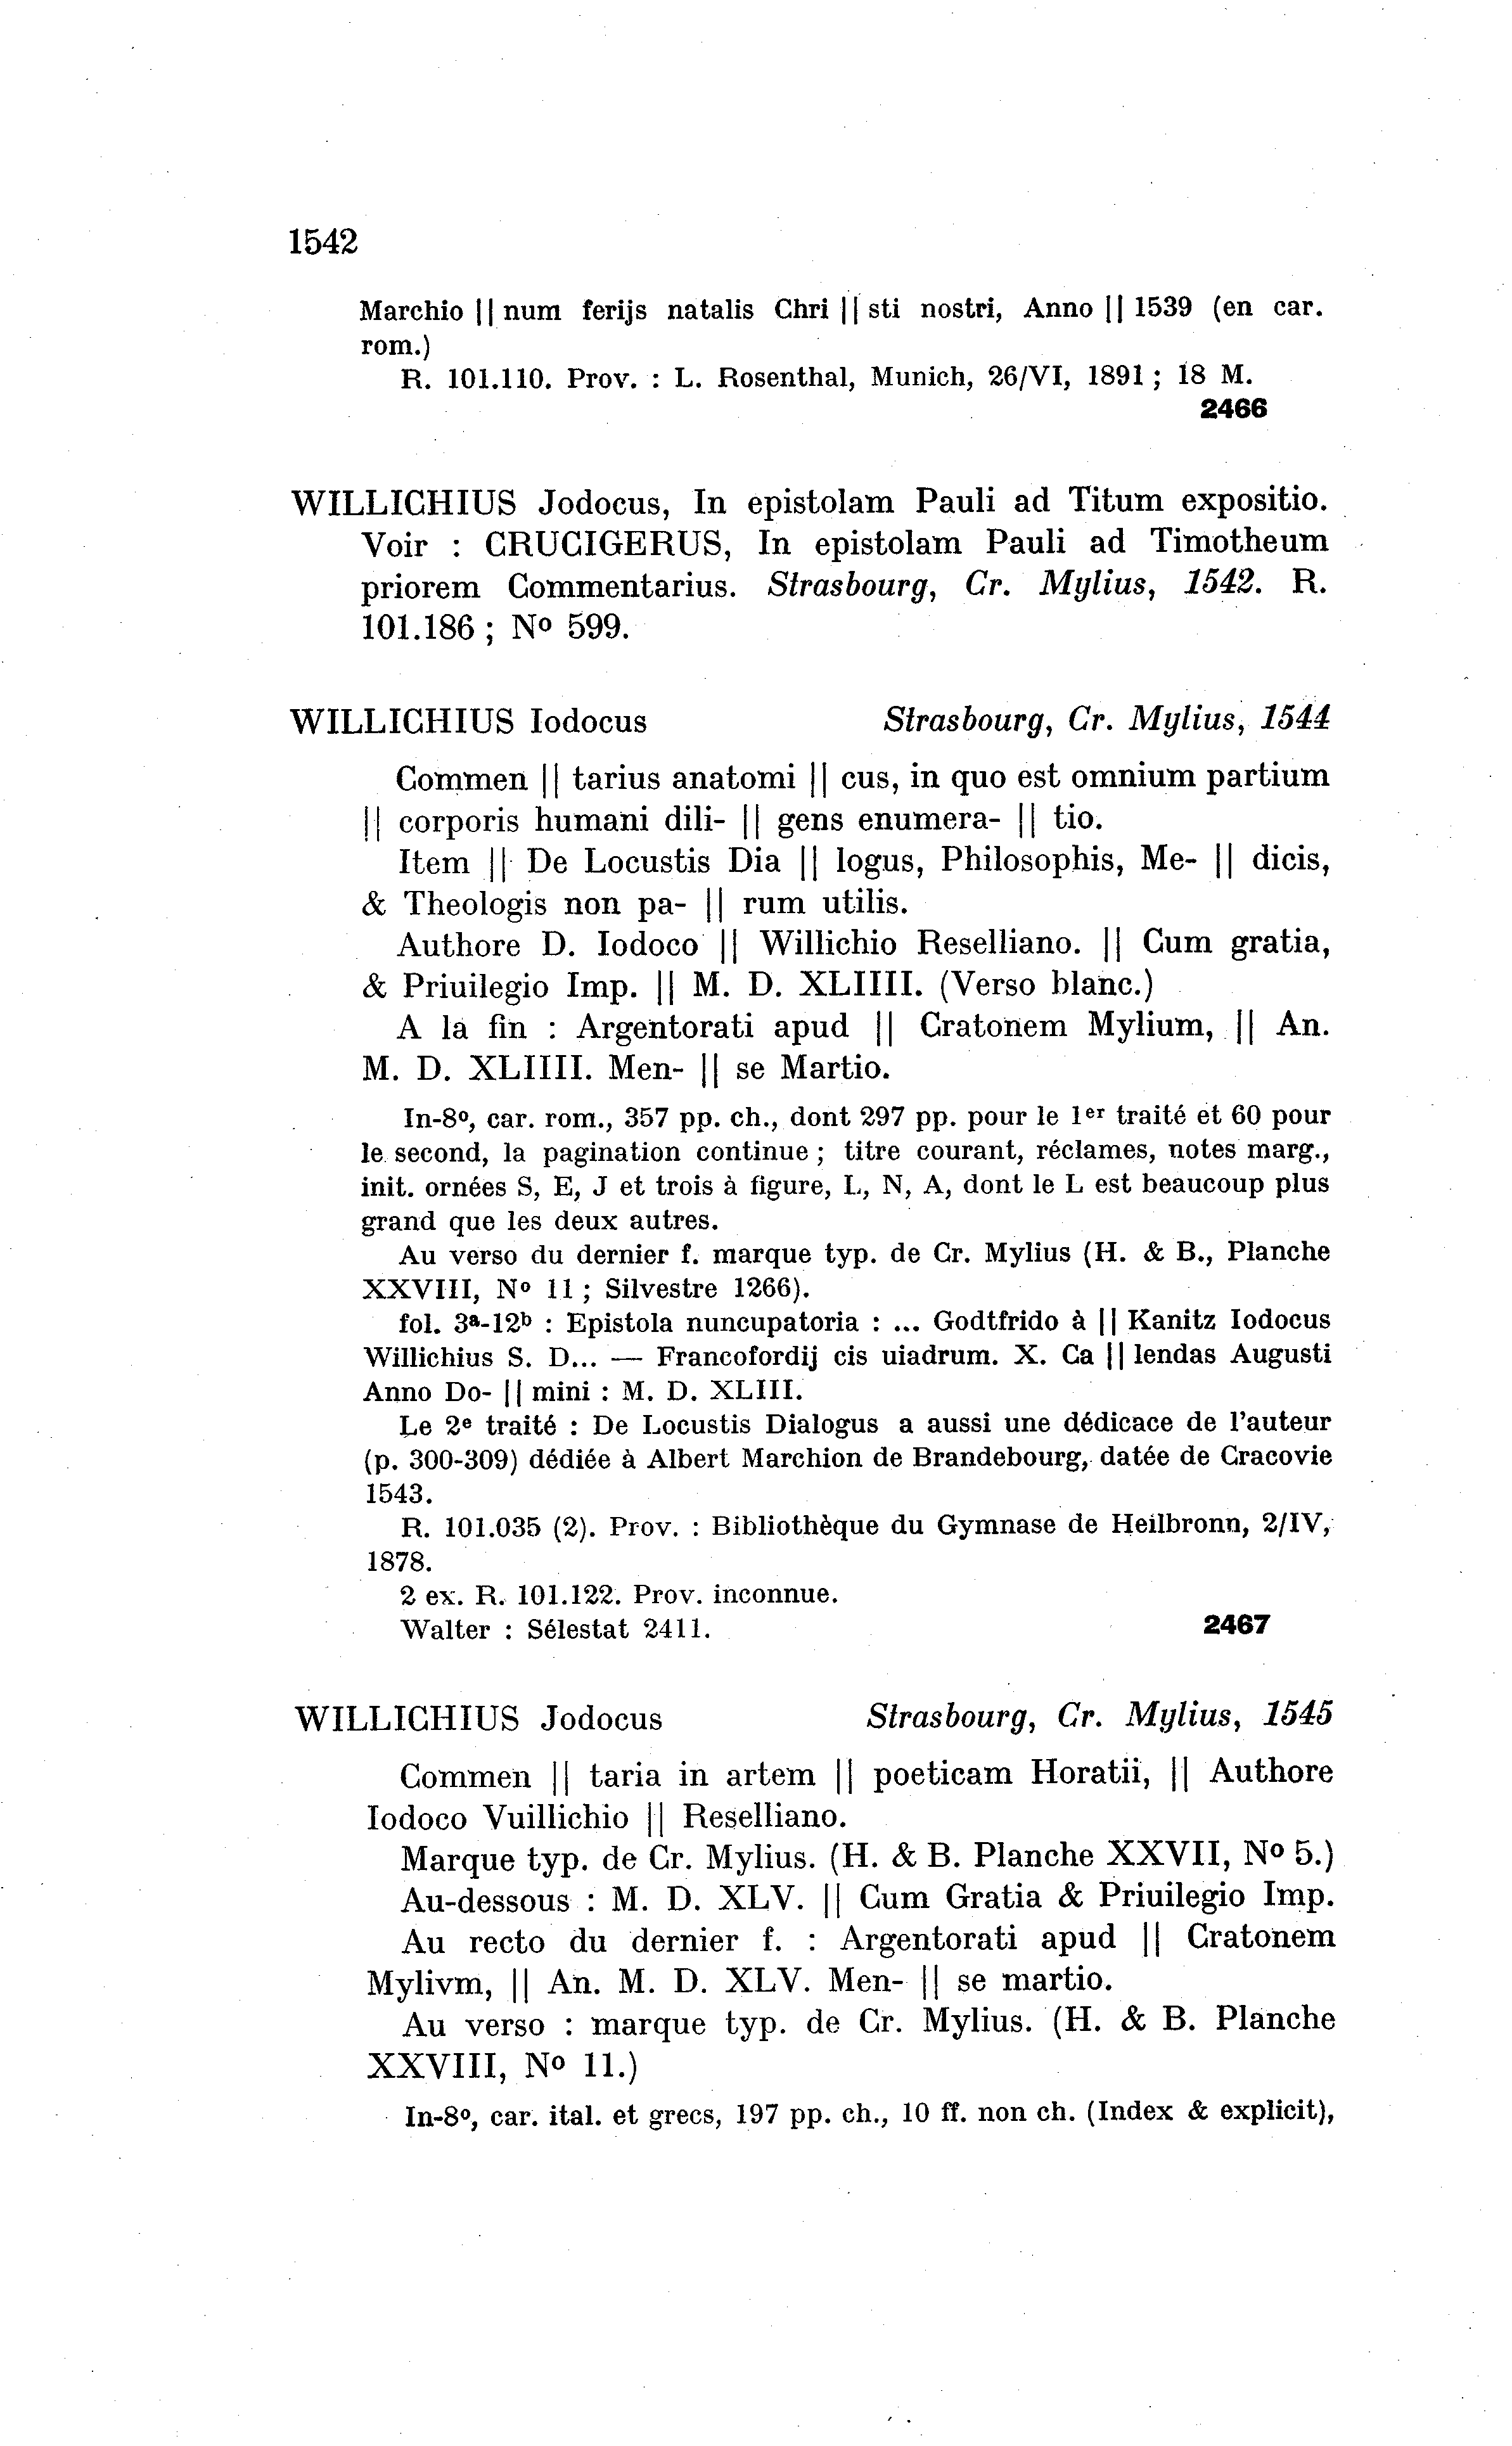 1542
Marchio || num ferijs natalis Chri || sti nostri, Anno || 1539 (en car.
rom.)
R. 101.110. Prov. : L. Rosenthal, Munich, 26/VI, 1891 ; 18 M.
2466
WILLICHIUS Jodocus, In epistolam Pauli ad Titum expositio.
Voir : CRUCIGERUS, In epistolam Pauli ad Timotheum
priorem Commentarius. Strasbourg, Cr. Mylius, 1542. R.
101.186 ; Nº 599.
WILLICHIUS Iodocus Strasbourg, Cr. Mylius, 1544
Commen || tarius anatomi || cus, in quo est omnium partium
|| corporis humani dili- || gens enumera- || tio.
Item || De Locustis Dia || logus, Philosophis, Me- || dicis,
& Theologis non pa- || rum utilis.
Authore D. Iodoco || Willichio Reselliano. || Cum gratia,
& Priuilegio Imp. || M. D. XLIIII. (Verso blanc.)
A la fin : Argentorati apud || Cratonem Mylium, || An.
M. D. XLIIII. Men- || se Martio.
In-8º, car. rom., 357 pp. ch., dont 297 pp. pour le 1er traité et 60 pour
le second, la pagination continue ; titre courant, réclames, notes marg.,
init. ornées S, E, J et trois à figure, L, N, A, dont le L est beaucoup plus
grand que les deux autres.
Au verso du dernier f. marque typ. de Cr. Mylius (H. & B., Planche
XXVIII, Nº 11 ; Silvestre 1266).
fol. 3ª-12ᵇ : Epistola nuncupatoria : ... Godtfrido à || Kanitz Iodocus
Willichius S. D... — Francofordij cis uiadrum. X. Ca || lendas Augusti
Anno Do- || mini : M. D. XLIII.
Le 2ᵉ traité : De Locustis Dialogus a aussi une dédicace de l'auteur
(p. 300-309) dédiée à Albert Marchion de Brandebourg, datée de Cracovie
1543.
R. 101.035 (2). Prov. : Bibliothèque du Gymnase de Heilbronn, 2/IV,
1878.
2 ex. R. 101.122. Prov. inconnue.
Walter : Sélestat 2411. 2467
WILLICHIUS Jodocus Strasbourg, Cr. Mylius, 1545
Commen || taria in artem || poeticam Horatii, || Authore
Iodoco Vuillichio || Reselliano.
Marque typ. de Cr. Mylius. (H. & B. Planche XXVII, Nº 5.)
Au-dessous : M. D. XLV. || Cum Gratia & Priuilegio Imp.
Au recto du dernier f. : Argentorati apud || Cratonem
Mylivm, || An. M. D. XLV. Men- || se martio.
Au verso : marque typ. de Cr. Mylius. (H. & B. Planche
XXVIII, Nº 11.)
In-8º, car. ital. et grecs, 197 pp. ch., 10 ff. non ch. (Index & explicit),